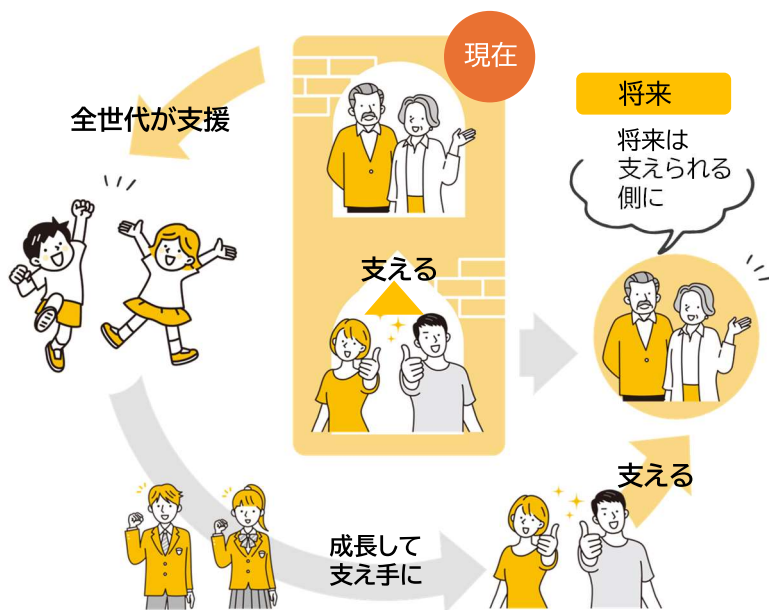 現在
全世代が支援
将来
将来は
支えられる
側に
支える
支える
成長して
支え手に